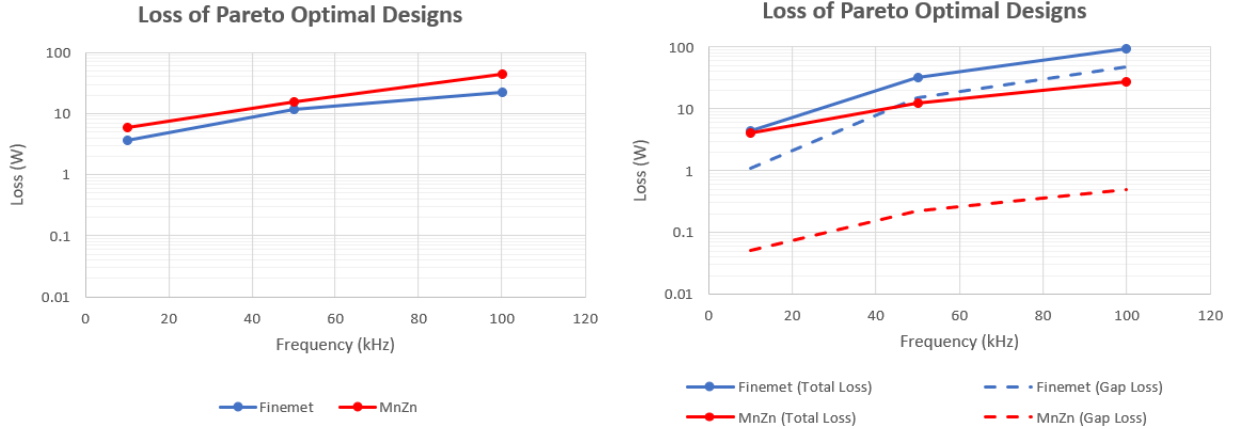 Loss of Pareto Optimal Designs
100
10
1
0.1
0.01
Loss (W)
0 20 40 60 80 100 120
Frequency (kHz)
Finemet MnZn
Loss of Pareto Optimal Designs
100
10
1
0.1
0.01
Loss (W)
0 20 40 60 80 100 120
Frequency (kHz)
Finemet (Total Loss) Finemet (Gap Loss)
MnZn (Total Loss) MnZn (Gap Loss)